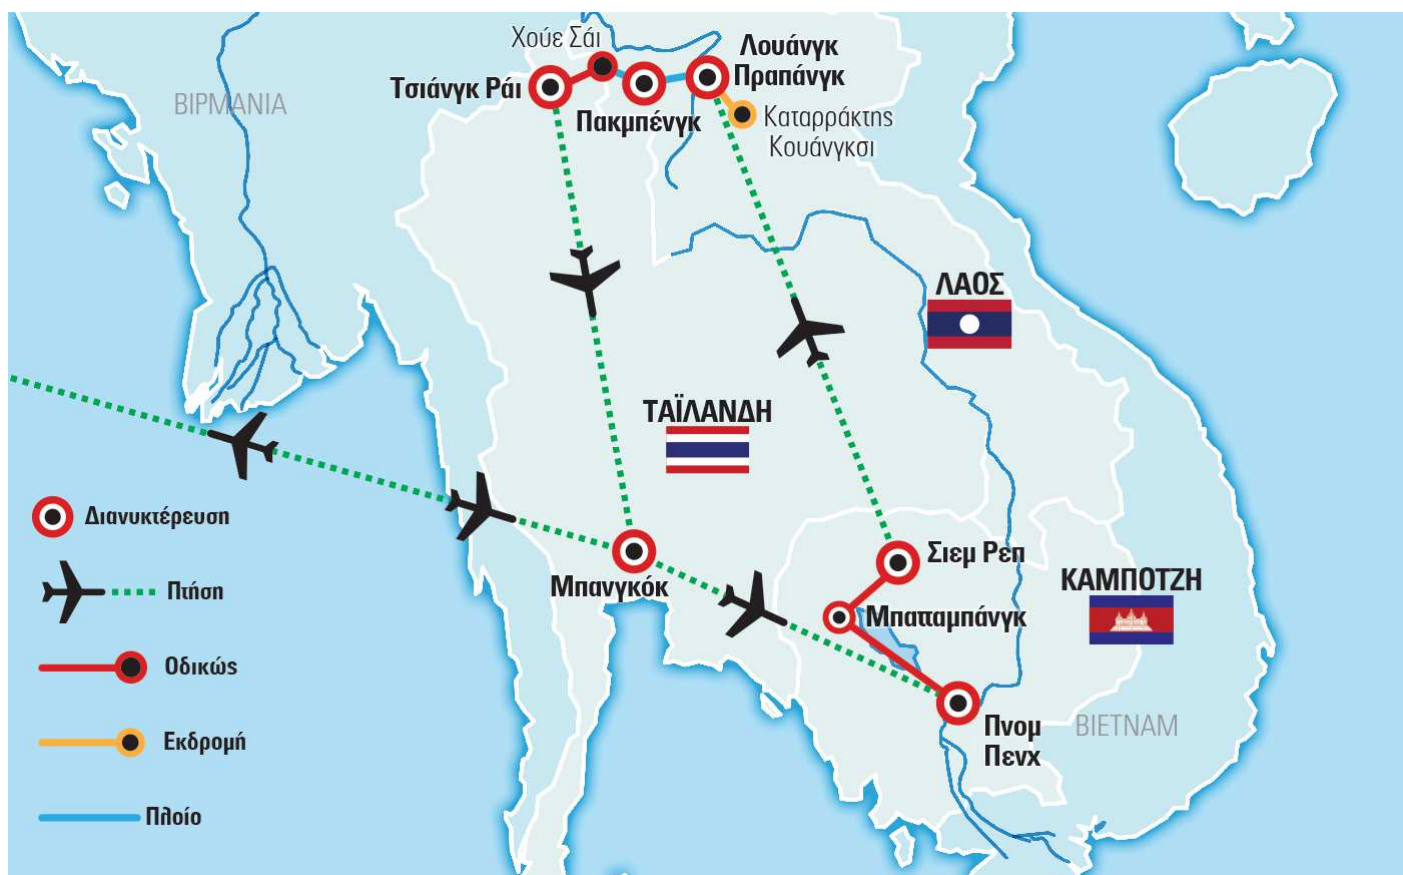 Χούε Σάι
Λουάνγκ
Πραπάνγκ
Τσιάνγκ Ράι
ΒΙΡΜΑΝΙΑ
Πακμπένγκ
Καταρράκτης
Κουάνγκσι
ΛΑΟΣ
ΤΑΪΛΑΝΔΗ
Διανυκτέρευση
Σιεμ Ρεπ
Πτήση
Μπανγκόκ
ΚΑΜΠΟΤΖΗ
Μπατταμπάνγκ
Οδικώς
Πνομ
Πενχ
ΒΙΕΤΝΑΜ
Εκδρομή
Πλοίο